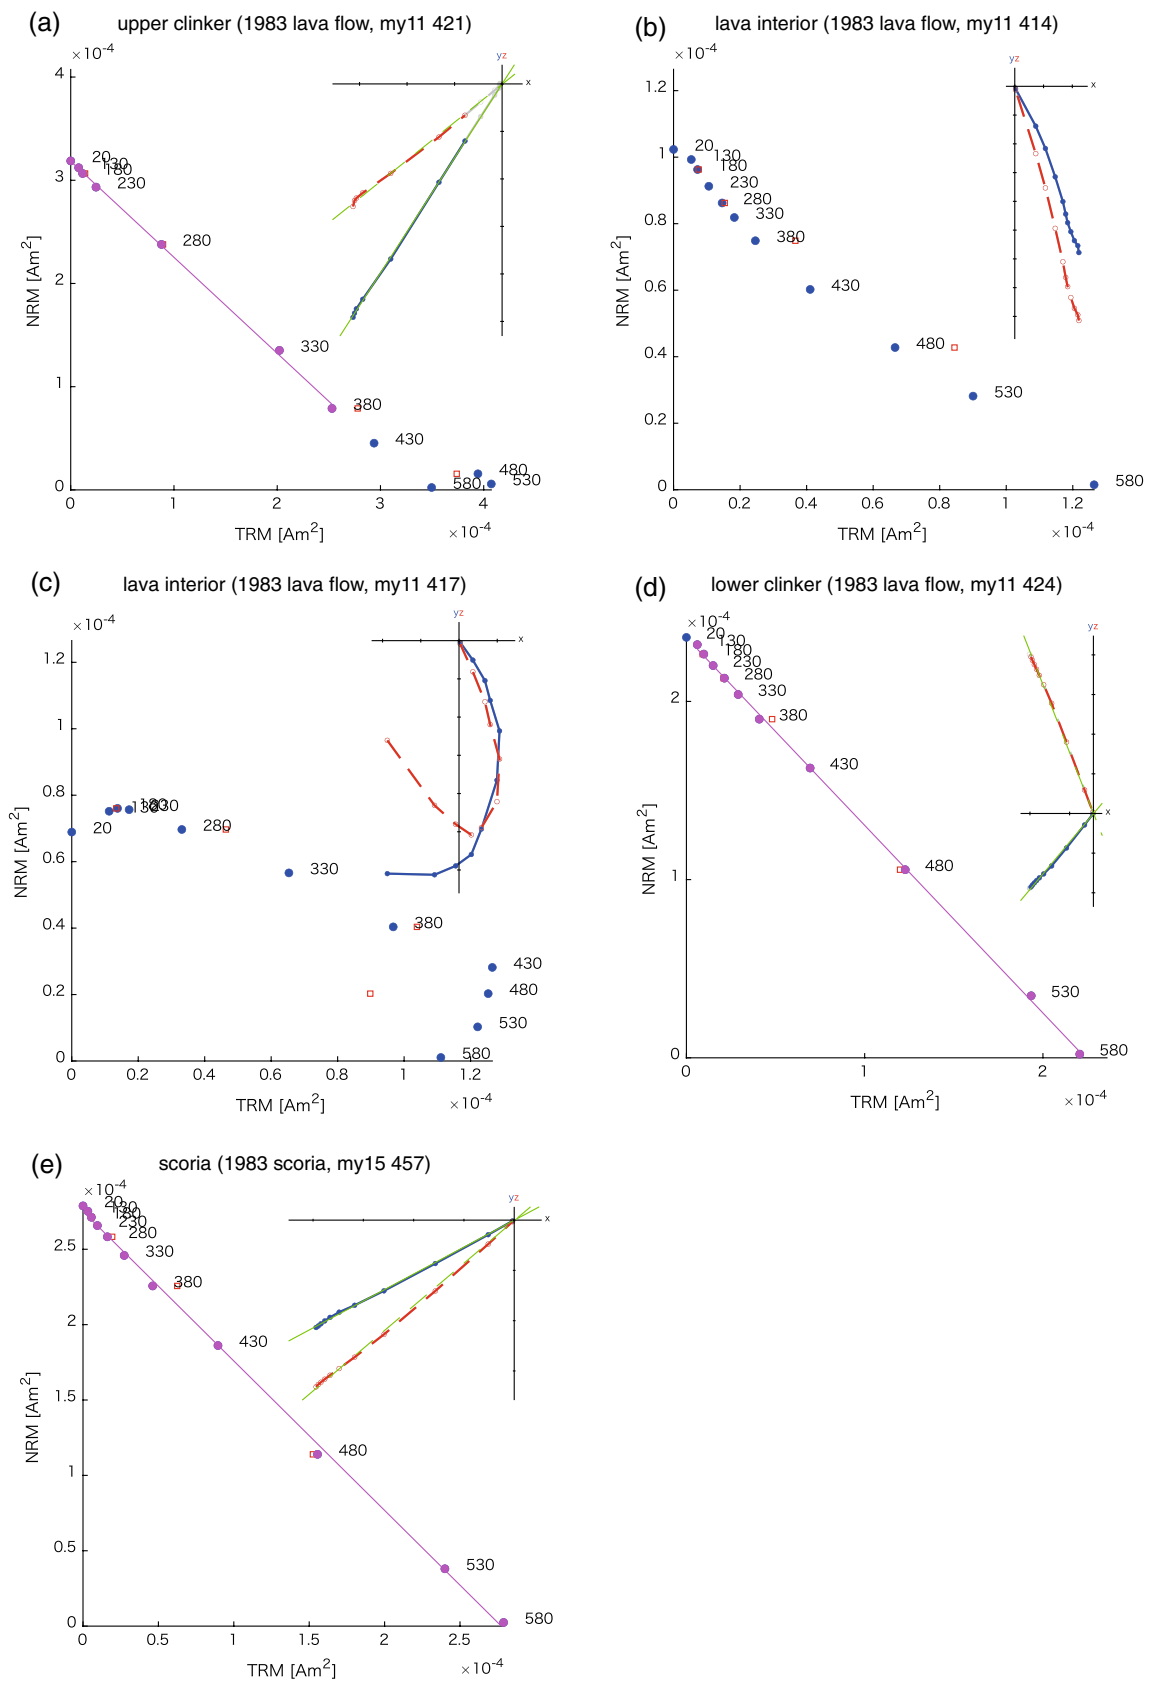 (a) upper clinker (1983 lava flow, my11 421)
×10-4
yz
x
4
3
2
1
0
NRM [Am2]
20
130
180
230
280
330
380
430
480
530
580
0 1 2 3 4
TRM [Am2] ×10-4
(b) lava interior (1983 lava flow, my11 414)
×10-4
yz
x
1.2
1
0.8
0.6
0.4
0.2
0
NRM [Am2]
20
130
180
230
280
330
380
430
480
530
580
0 0.2 0.4 0.6 0.8 1 1.2
TRM [Am2] ×10-4
(c) lava interior (1983 lava flow, my11 417)
×10-4
yz
x
1.2
1
0.8
0.6
0.4
0.2
0
NRM [Am2]
20
130
180
230
280
330
380
430
480
530
580
0 0.2 0.4 0.6 0.8 1 1.2
TRM [Am2] ×10-4
(d) lower clinker (1983 lava flow, my11 424)
×10-4
yz
x
2
1
0
NRM [Am2]
20
130
180
230
280
330
380
430
480
530
580
0 1 2
TRM [Am2] ×10-4
(e) scoria (1983 scoria, my15 457)
×10-4
yz
x
2.5
2
1.5
1
0.5
0
NRM [Am2]
20
130
180
230
280
330
380
430
480
530
580
0 0.5 1 1.5 2 2.5
TRM [Am2] ×10-4